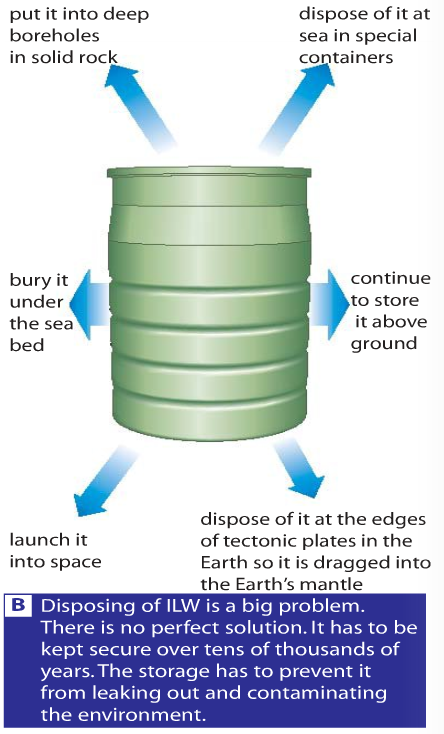 put it into deep
boreholes
in solid rock
dispose of it at
sea in special
containers
bury it
under
the sea
bed
continue
to store
it above
ground
launch it
into space
dispose of it at the edges
of tectonic plates in the
Earth so it is dragged into
the Earth's mantle
B Disposing of ILW is a big problem.
There is no perfect solution. It has to be
kept secure over tens of thousands of
years. The storage has to prevent it
from leaking out and contaminating
the environment.